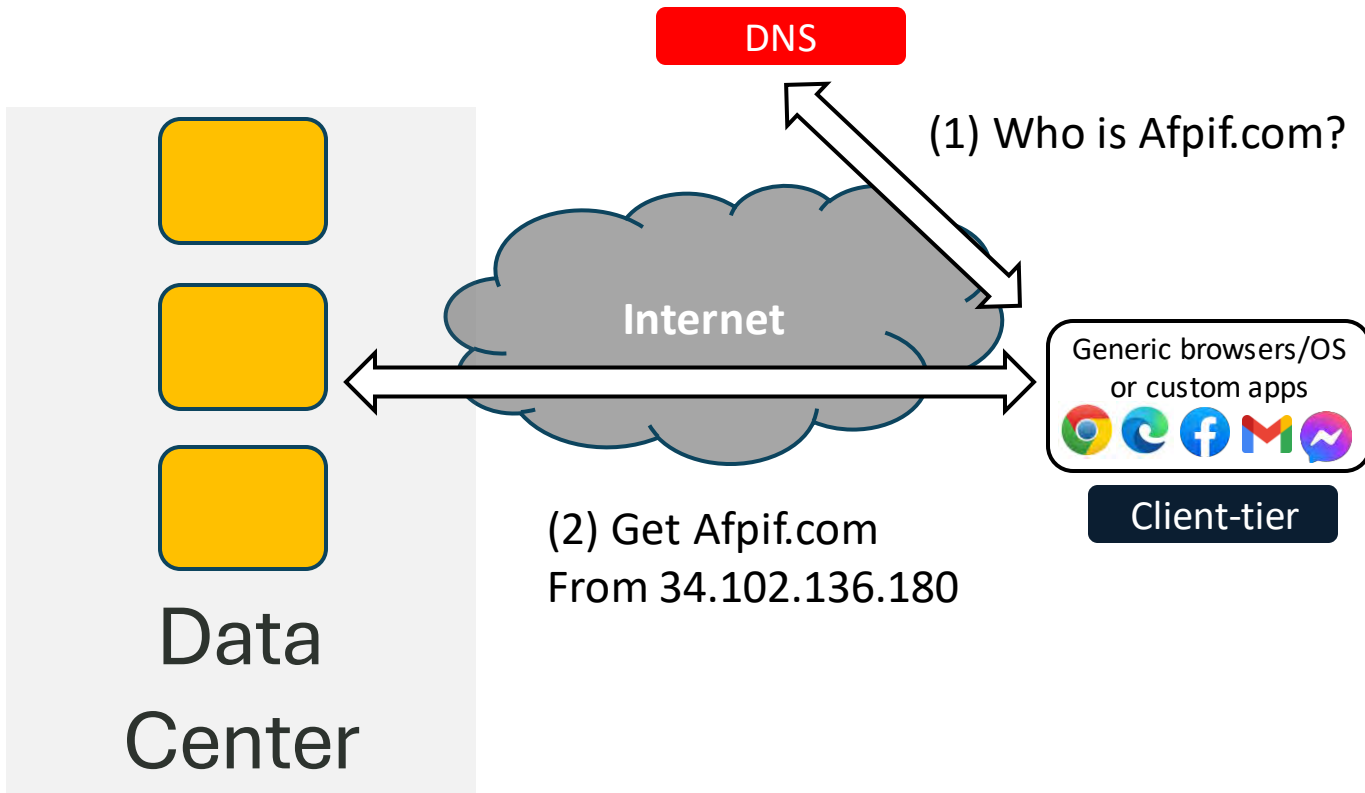 DNS
(1) Who is Afpif.com?
Internet
Generic browsers/OS
or custom apps
Client-tier
(2) Get Afpif.com
From 34.102.136.180
Data
Center